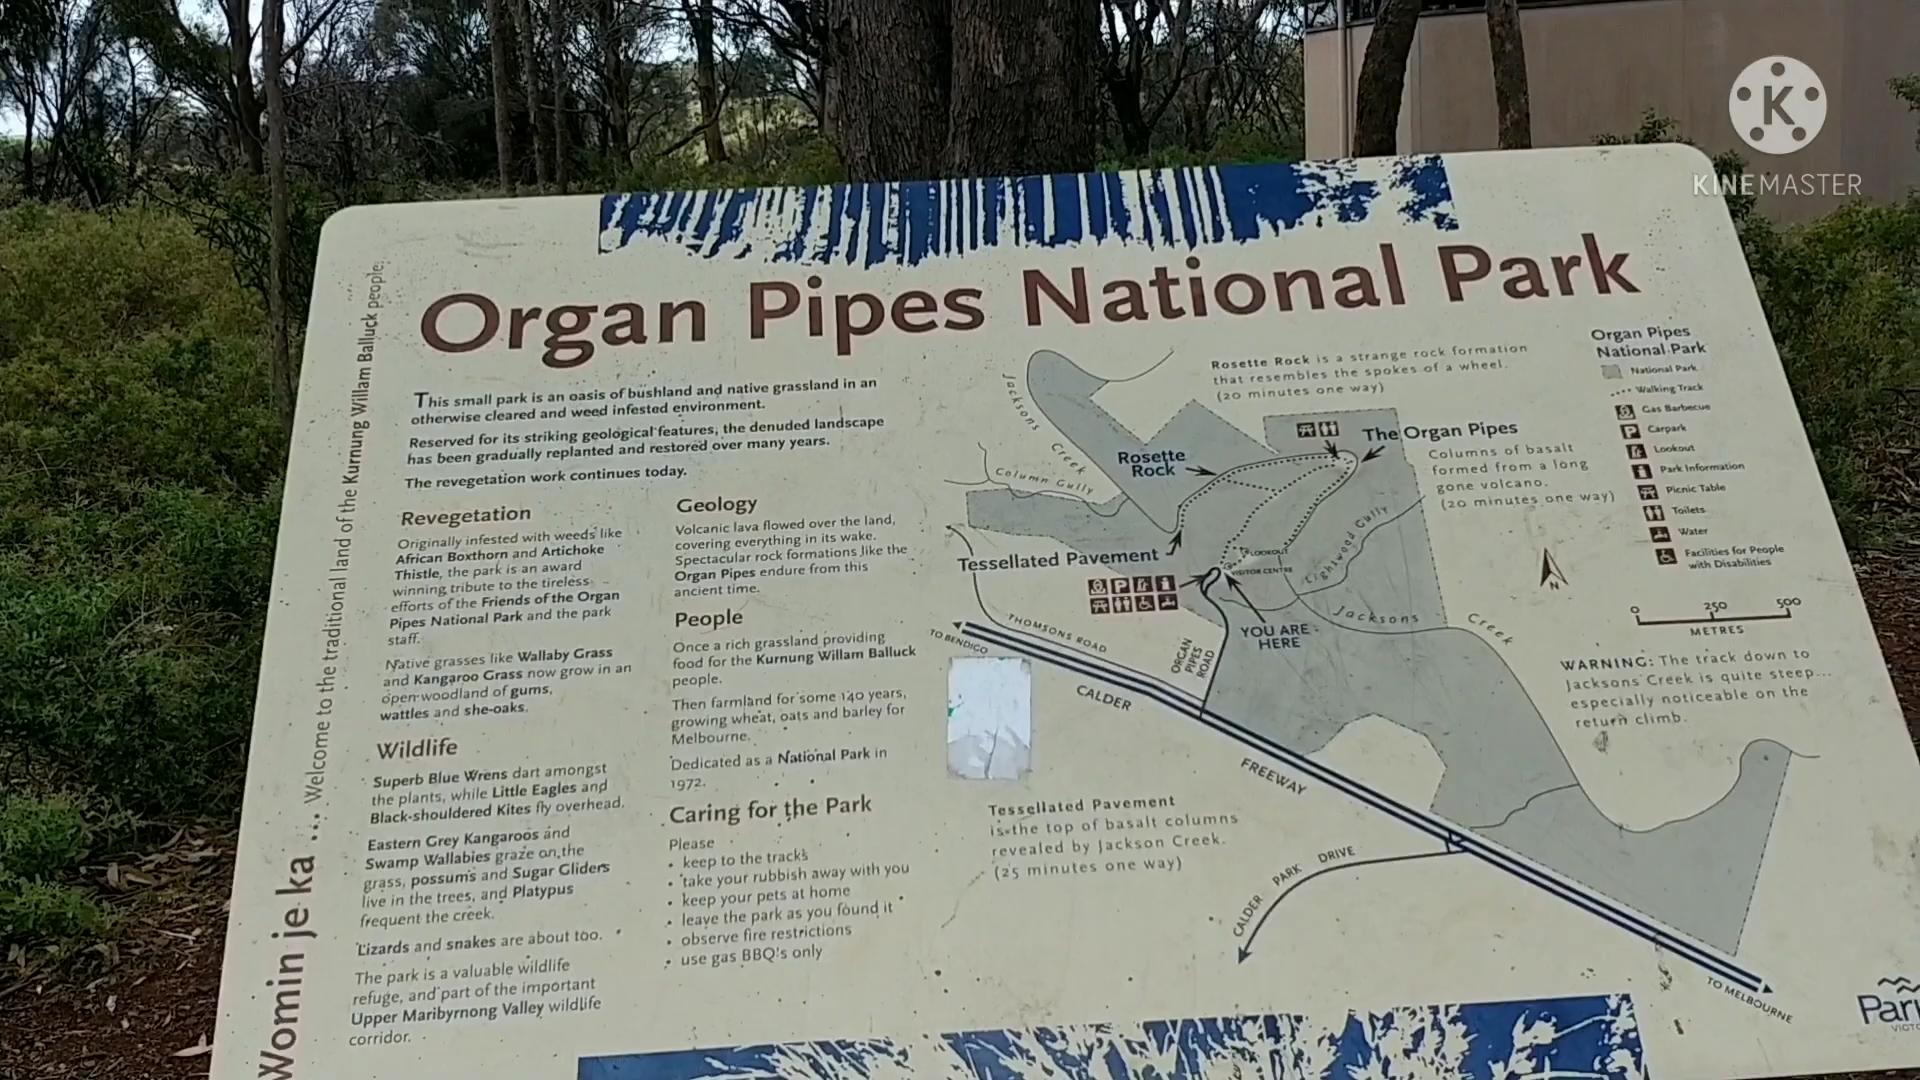 KINEMASTER
Organ Pipes National Park
Womin je ka ... Welcome to the traditional land of the Kurnung Willam Balluck people.
This small park is an oasis of bushland and native grassland in an
otherwise cleared and weed infested environment.
Reserved for its striking geological features, the denuded landscape
has been gradually replanted and restored over many years.
The revegetation work continues today.
Revegetation
Originally infested with weeds like
African Boxthorn and Artichoke
Thistle, the park is an award
winning tribute to the tireless
efforts of the Friends of the Organ
Pipes National Park and the park
staff.
Native grasses like Wallaby Grass
and Kangaroo Grass now grow in an
open woodland of gums,
wattles and she-oaks.
Wildlife
Superb Blue Wrens dart amongst
the plants, while Little Eagles and
Black-shouldered Kites fly overhead.
Eastern Grey Kangaroos and
Swamp Wallabies graze on the
grass, possums and Sugar Gliders
live in the trees, and Platypus
frequent the creek.
Lizards and snakes are about too.
The park is a valuable wildlife
refuge, and part of the important
Upper Maribyrnong Valley wildlife
corridor.
Geology
Volcanic lava flowed over the land,
covering everything in its wake.
Spectacular rock formations like the
Organ Pipes endure from this
ancient time.
People
Once a rich grassland providing
food for the Kurnung Willam Balluck
people.
Then farmland for some 140 years,
growing wheat, oats and barley for
Melbourne.
Dedicated as a National Park in
1972.
Caring for the Park
Please
• keep to the tracks
• take your rubbish away with you
• keep your pets at home
• leave the park as you found it
• observe fire restrictions
• use gas BBQ's only
Rosette Rock is a strange rock formation
that resembles the spokes of a wheel.
(20 minutes one way)
Jacksons Creek
Column Gully
Rosette
Rock
The Organ Pipes
Columns of basalt
formed from a long
gone volcano.
(20 minutes one way)
Tessellated Pavement
LOOKOUT
VISITOR CENTRE
Lightwood Gully
P
Jacksons Creek
YOU ARE
HERE
ORGAN
PIPES
ROAD
THOMSONS ROAD
TO BENDIGO
CALDER
FREEWAY
CALDER PARK DRIVE
TO MELBOURNE
Tessellated Pavement
is the top of basalt columns
revealed by Jackson Creek.
(25 minutes one way)
Organ Pipes
National Park
National Park
Walking Track
Gas Barbecue
P Carpark
Lookout
Park Information
Picnic Table
Toilets
Water
Facilities for People
with Disabilities
N
0 250 500
METRES
WARNING: The track down to
Jacksons Creek is quite steep...
especially noticeable on the
return climb.